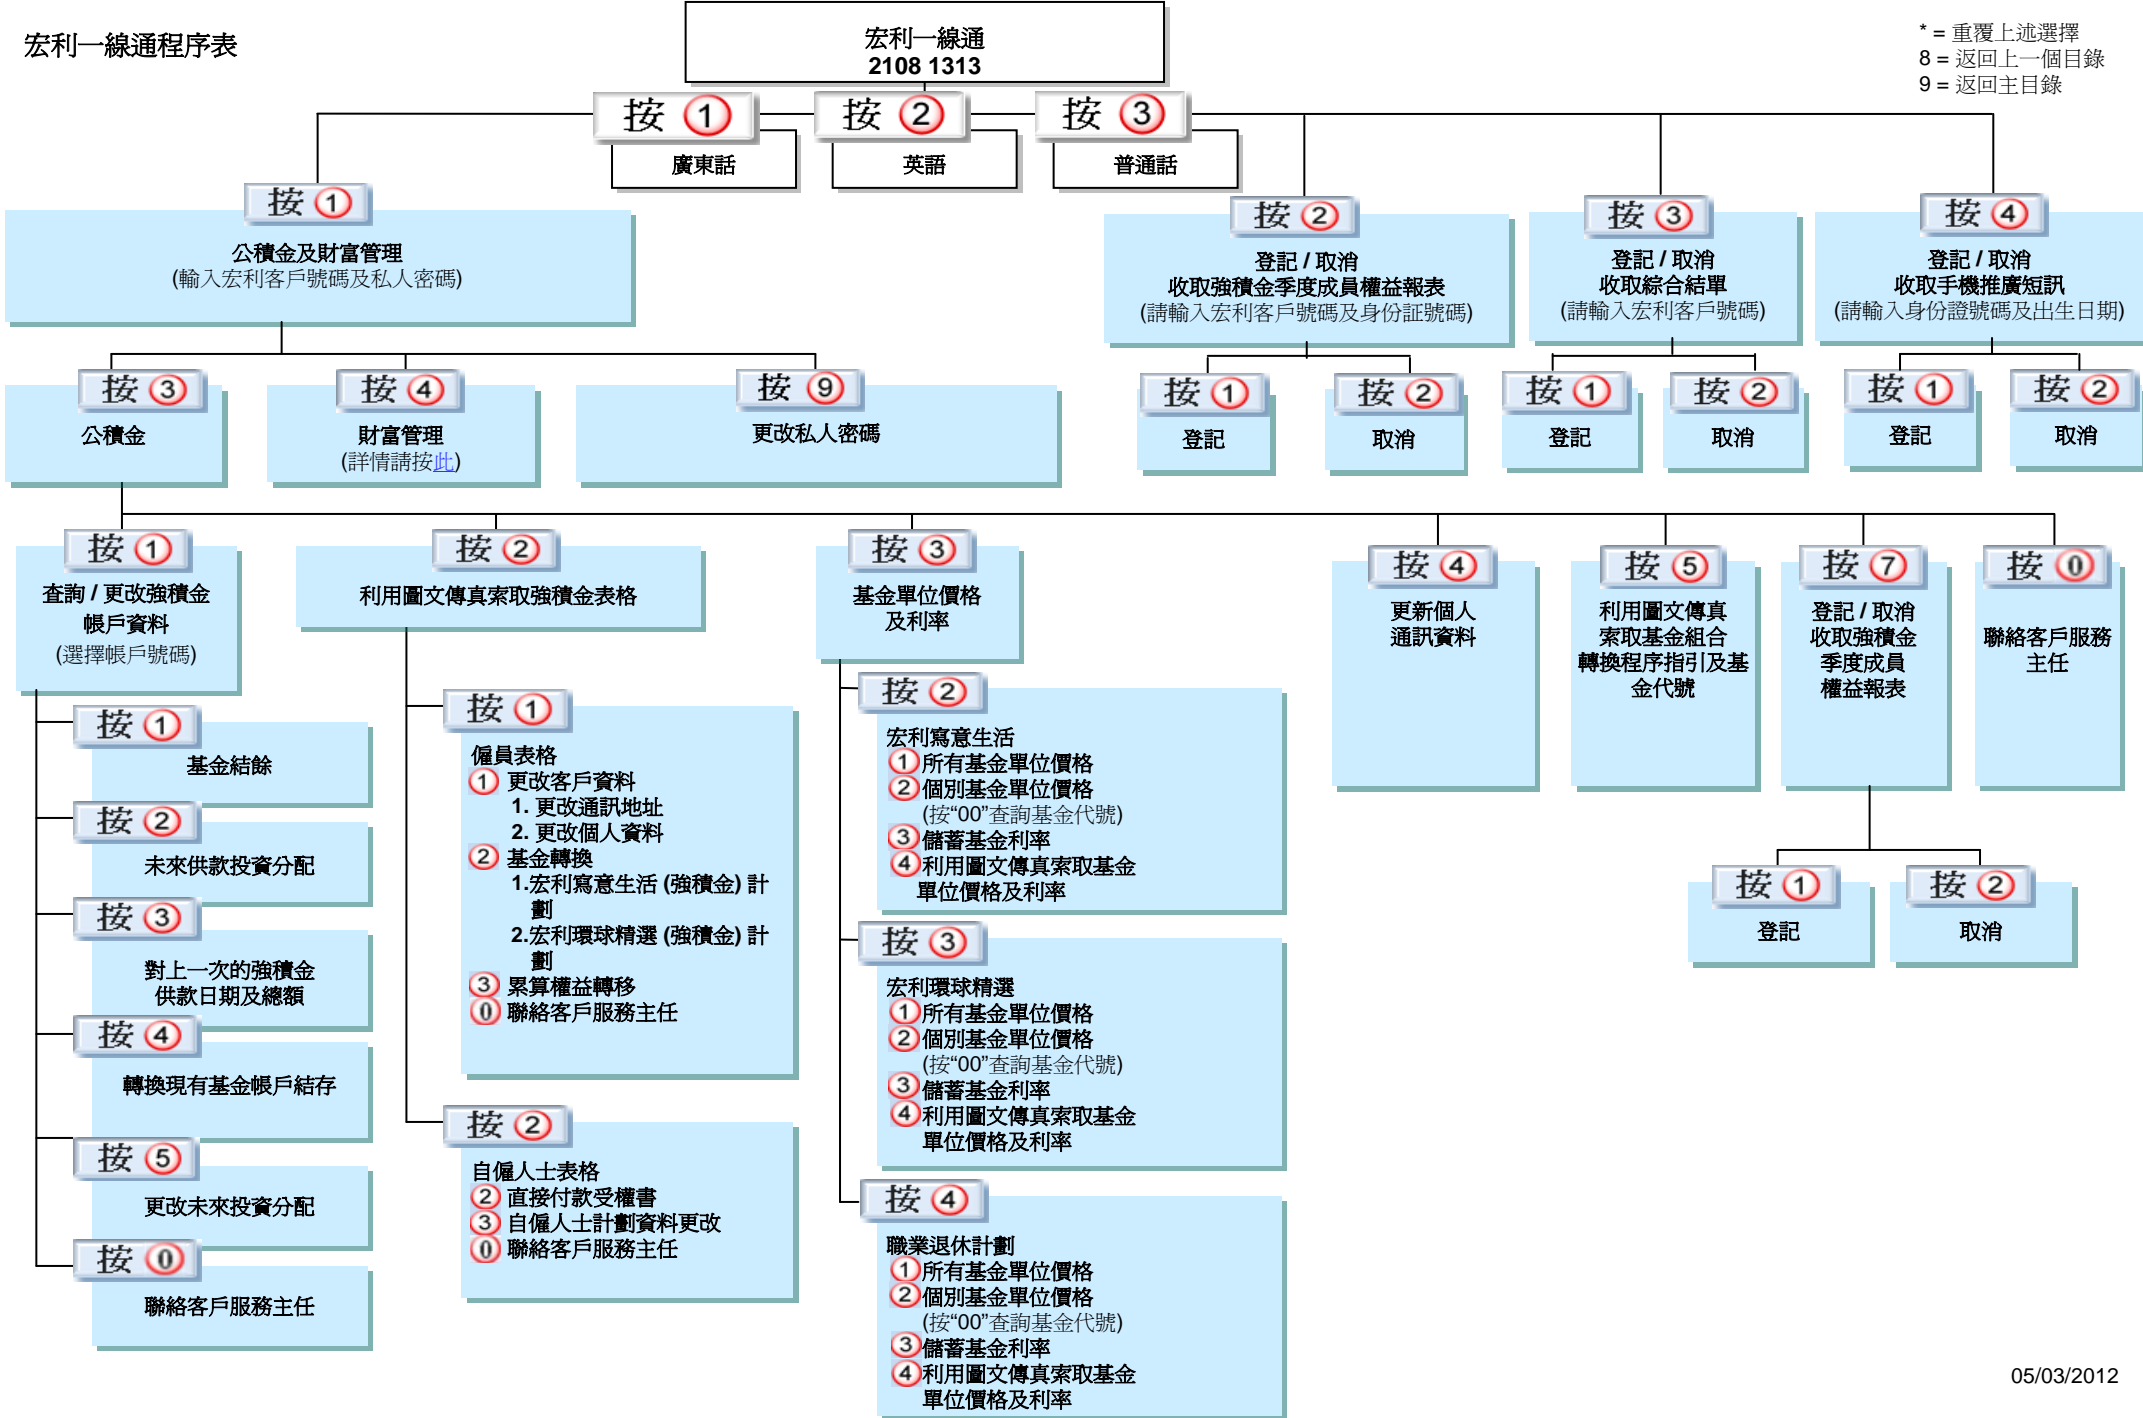 宏利一線通程序表
宏利一線通
2108 1313
* = 重覆上述選擇
8 = 返回上一個目錄
9 = 返回主目錄
按 1
廣東話
按 2
英語
按 3
普通話
按 1
公積金及財富管理
(輸入宏利客戶號碼及私人密碼)
按 2
登記 / 取消
收取強積金季度成員權益報表
(請輸入宏利客戶號碼及身份証號碼)
按 3
登記 / 取消
收取綜合結單
(請輸入宏利客戶號碼)
按 4
登記 / 取消
收取手機推廣短訊
(請輸入身份證號碼及出生日期)
按 3
公積金
按 4
財富管理
(詳情請按此)
按 9
更改私人密碼
按 1
登記
按 2
取消
按 1
登記
按 2
取消
按 1
登記
按 2
取消
按 1
查詢 / 更改強積金
帳戶資料
(選擇帳戶號碼)
按 2
利用圖文傳真索取強積金表格
按 3
基金單位價格
及利率
按 4
更新個人
通訊資料
按 5
利用圖文傳真
索取基金組合
轉換程序指引及基
金代號
按 7
登記 / 取消
收取強積金
季度成員
權益報表
按 0
聯絡客戶服務
主任
按 1
基金結餘
按 2
未來供款投資分配
按 3
對上一次的強積金
供款日期及總額
按 4
轉換現有基金帳戶結存
按 5
更改未來投資分配
按 0
聯絡客戶服務主任
按 1
僱員表格
1 更改客戶資料
1. 更改通訊地址
2. 更改個人資料
2 基金轉換
1.宏利寫意生活 (強積金) 計
劃
2.宏利環球精選 (強積金) 計
劃
3 累算權益轉移
0 聯絡客戶服務主任
按 2
自僱人士表格
2 直接付款受權書
3 自僱人士計劃資料更改
0 聯絡客戶服務主任
按 2
宏利寫意生活
1 所有基金單位價格
2 個別基金單位價格
(按“00”查詢基金代號)
3 儲蓄基金利率
4 利用圖文傳真索取基金
單位價格及利率
按 3
宏利環球精選
1 所有基金單位價格
2 個別基金單位價格
(按“00”查詢基金代號)
3 儲蓄基金利率
4 利用圖文傳真索取基金
單位價格及利率
按 4
職業退休計劃
1 所有基金單位價格
2 個別基金單位價格
(按“00”查詢基金代號)
3 儲蓄基金利率
4 利用圖文傳真索取基金
單位價格及利率
按 1
登記
按 2
取消
05/03/2012